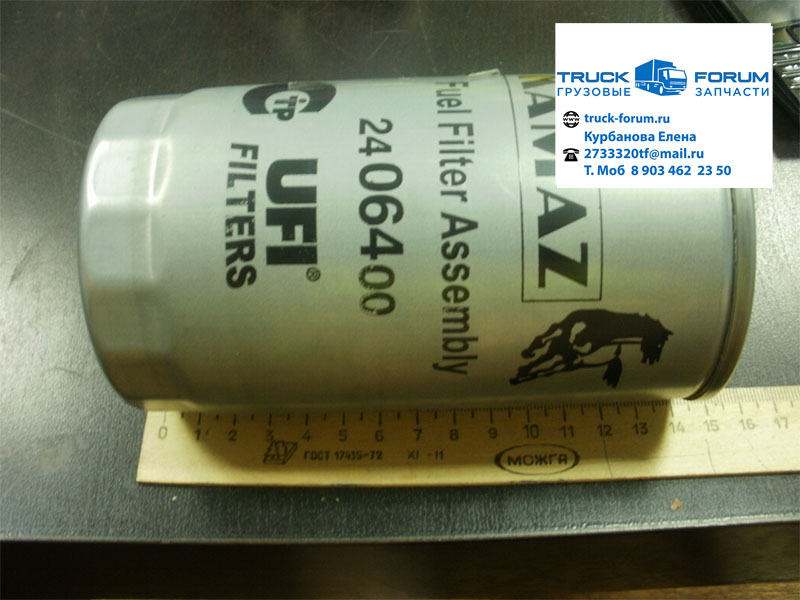 TRUCK FORUM
ГРУЗОВЫЕ ЗАПЧАСТИ
truck-forum.ru
Курбанова Елена
2733320tf@mail.ru
Т. Моб 8 903 462 23 50
KAMAZ
Fuel Filter Assembly
2406400
UFI®
FILTERS
0 1 2 3 4 5 6 7 8 9 10 11 12 13 14 15 16 17
ГОСТ 17435-72 XI -11
МОЖГА